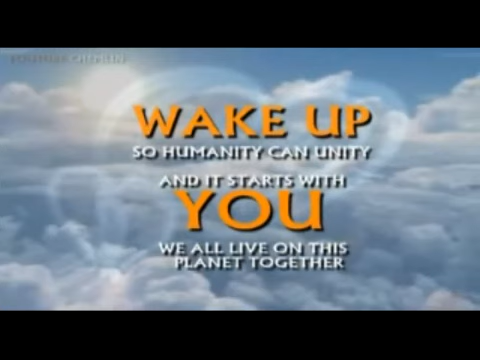 WAKE UP
SO HUMANITY CAN UNITY
AND IT STARTS WITH
YOU
WE ALL LIVE ON THIS
PLANET TOGETHER